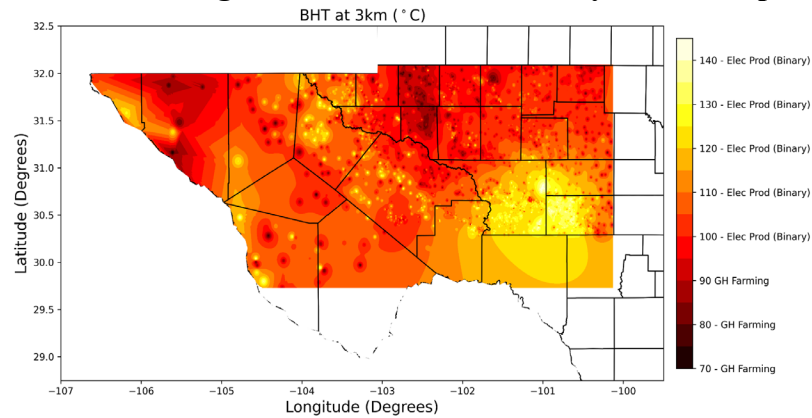 BHT at 3km (°C)
32.5
32.0
31.5
31.0
30.5
30.0
29.5
29.0
Latitude (Degrees)
−107
−106
−105
−104
−103
−102
−101
−100
Longitude (Degrees)
140 - Elec Prod (Binary)
130 - Elec Prod (Binary)
120 - Elec Prod (Binary)
110 - Elec Prod (Binary)
100 - Elec Prod (Binary)
90 GH Farming
80 - GH Farming
70 - GH Farming